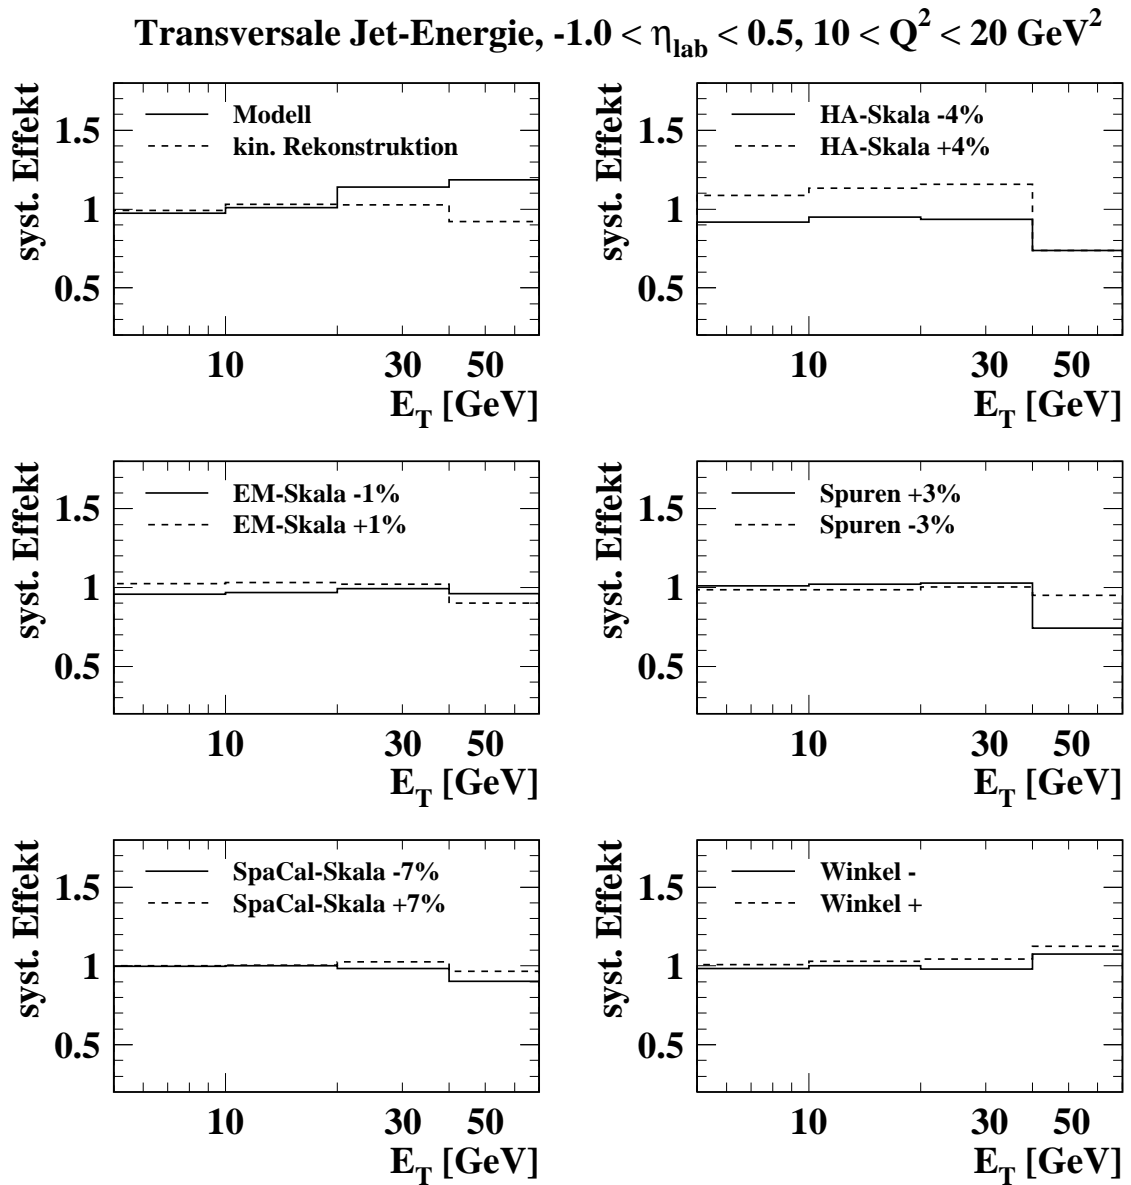 Transversale Jet-Energie, -1.0 < η_lab < 0.5, 10 < Q² < 20 GeV²
syst. Effekt
Modell
kin. Rekonstruktion
1.5
1
0.5
10 30 50
E_T [GeV]
syst. Effekt
HA-Skala -4%
HA-Skala +4%
1.5
1
0.5
10 30 50
E_T [GeV]
syst. Effekt
EM-Skala -1%
EM-Skala +1%
1.5
1
0.5
10 30 50
E_T [GeV]
syst. Effekt
Spuren +3%
Spuren -3%
1.5
1
0.5
10 30 50
E_T [GeV]
syst. Effekt
SpaCal-Skala -7%
SpaCal-Skala +7%
1.5
1
0.5
10 30 50
E_T [GeV]
syst. Effekt
Winkel -
Winkel +
1.5
1
0.5
10 30 50
E_T [GeV]